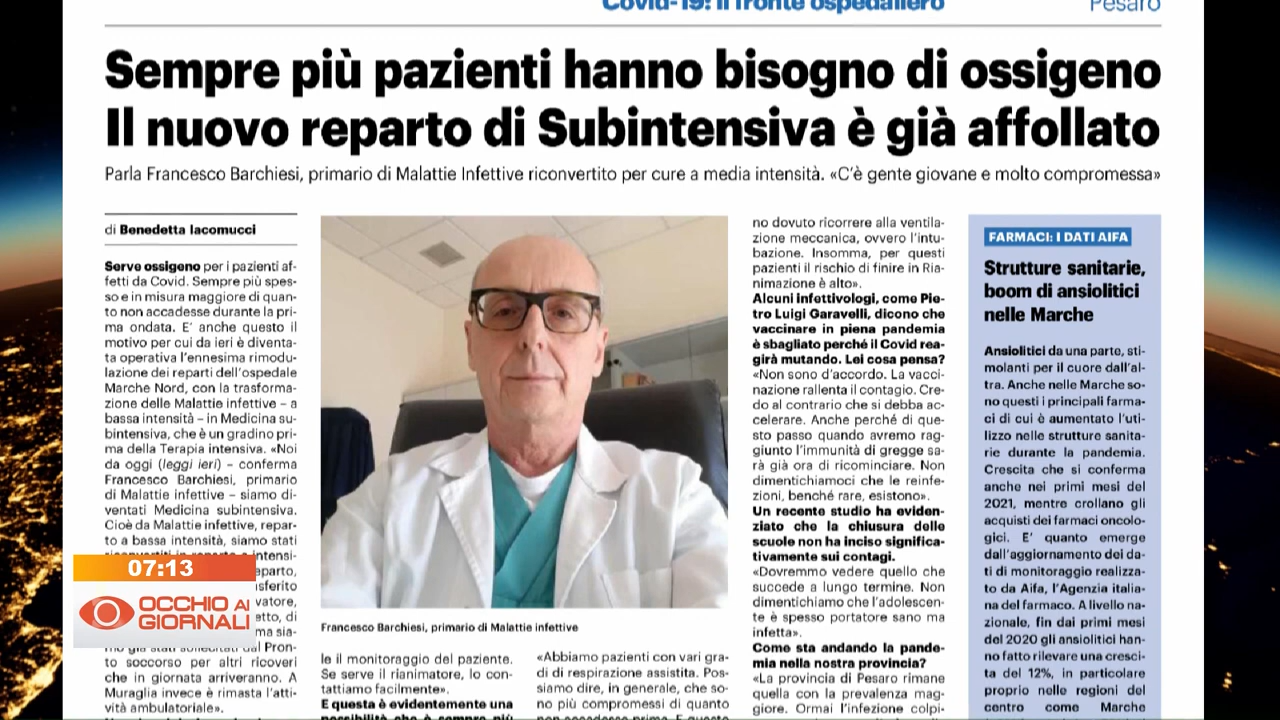 Covid-19: il fronte ospedaliero
Pesaro
Sempre più pazienti hanno bisogno di ossigeno
Il nuovo reparto di Subintensiva è già affollato
Parla Francesco Barchiesi, primario di Malattie Infettive riconvertito per cure a media intensità. «C'è gente giovane e molto compromessa»
di Benedetta Iacomucci
Serve ossigeno per i pazienti af-
fetti da Covid. Sempre più spes-
so e in misura maggiore di quan-
to non accadesse durante la pri-
ma ondata. E' anche questo il
motivo per cui da ieri è diventa-
ta operativa l'ennesima rimodu-
lazione dei reparti dell'ospedale
Marche Nord, con la trasforma-
zione delle Malattie infettive – a
bassa intensità – in Medicina su-
bintensiva, che è un gradino pri-
ma della Terapia intensiva. «Noi
da oggi (leggi ieri) – conferma
Francesco Barchiesi, primario
di Malattie infettive – siamo di-
ventati Medicina subintensiva.
Cioè da Malattie infettive, repar-
to a bassa intensità, siamo stati
intensi-
eparto,
sferito
vatore,
etto, di
ma sia-
Pron-
to soccorso per altri ricoveri
che in giornata arriveranno. A
Muraglia invece è rimasta l'atti-
vità ambulatoriale».
07:13
OCCHIO AI
GIORNALI
Francesco Barchiesi, primario di Malattie infettive
le il monitoraggio del paziente.
Se serve il rianimatore, lo con-
tattiamo facilmente».
E questa è evidentemente una
possibilità che è sempre più
«Abbiamo pazienti con vari gra-
di di respirazione assistita. Pos-
siamo dire, in generale, che so-
no più compromessi di quanto
non accadesse prima. E questo
no dovuto ricorrere alla ventila-
zione meccanica, ovvero l'intu-
bazione. Insomma, per questi
pazienti il rischio di finire in Ria-
nimazione è alto».
Alcuni infettivologi, come Pie-
tro Luigi Garavelli, dicono che
vaccinare in piena pandemia
è sbagliato perché il Covid rea-
girà mutando. Lei cosa pensa?
«Non sono d'accordo. La vacci-
nazione rallenta il contagio. Cre-
do al contrario che si debba ac-
celerare. Anche perché di que-
sto passo quando avremo rag-
giunto l'immunità di gregge sa-
rà già ora di ricominciare. Non
dimentichiamoci che le reinfe-
zioni, benché rare, esistono».
Un recente studio ha eviden-
ziato che la chiusura delle
scuole non ha inciso significa-
tivamente sui contagi.
«Dovremmo vedere quello che
succede a lungo termine. Non
dimentichiamo che l'adolescen-
te è spesso portatore sano ma
infetta».
Come sta andando la pande-
mia nella nostra provincia?
«La provincia di Pesaro rimane
quella con la prevalenza mag-
giore. Ormai l'infezione colpi-
FARMACI: I DATI AIFA
Strutture sanitarie,
boom di ansiolitici
nelle Marche
Ansiolitici da una parte, sti-
molanti per il cuore dall'al-
tra. Anche nelle Marche so-
no questi i principali farma-
ci di cui è aumentato l'uti-
lizzo nelle strutture sanita-
rie durante la pandemia.
Crescita che si conferma
anche nei primi mesi del
2021, mentre crollano gli
acquisti dei farmaci oncolo-
gici. E' quanto emerge
dall'aggiornamento dei da-
ti di monitoraggio realizza-
to da Aifa, l'Agenzia italia-
na del farmaco. A livello na-
zionale, fin dai primi mesi
del 2020 gli ansiolitici han-
no fatto rilevare una cresci-
ta del 12%, in particolare
proprio nelle regioni del
centro come Marche